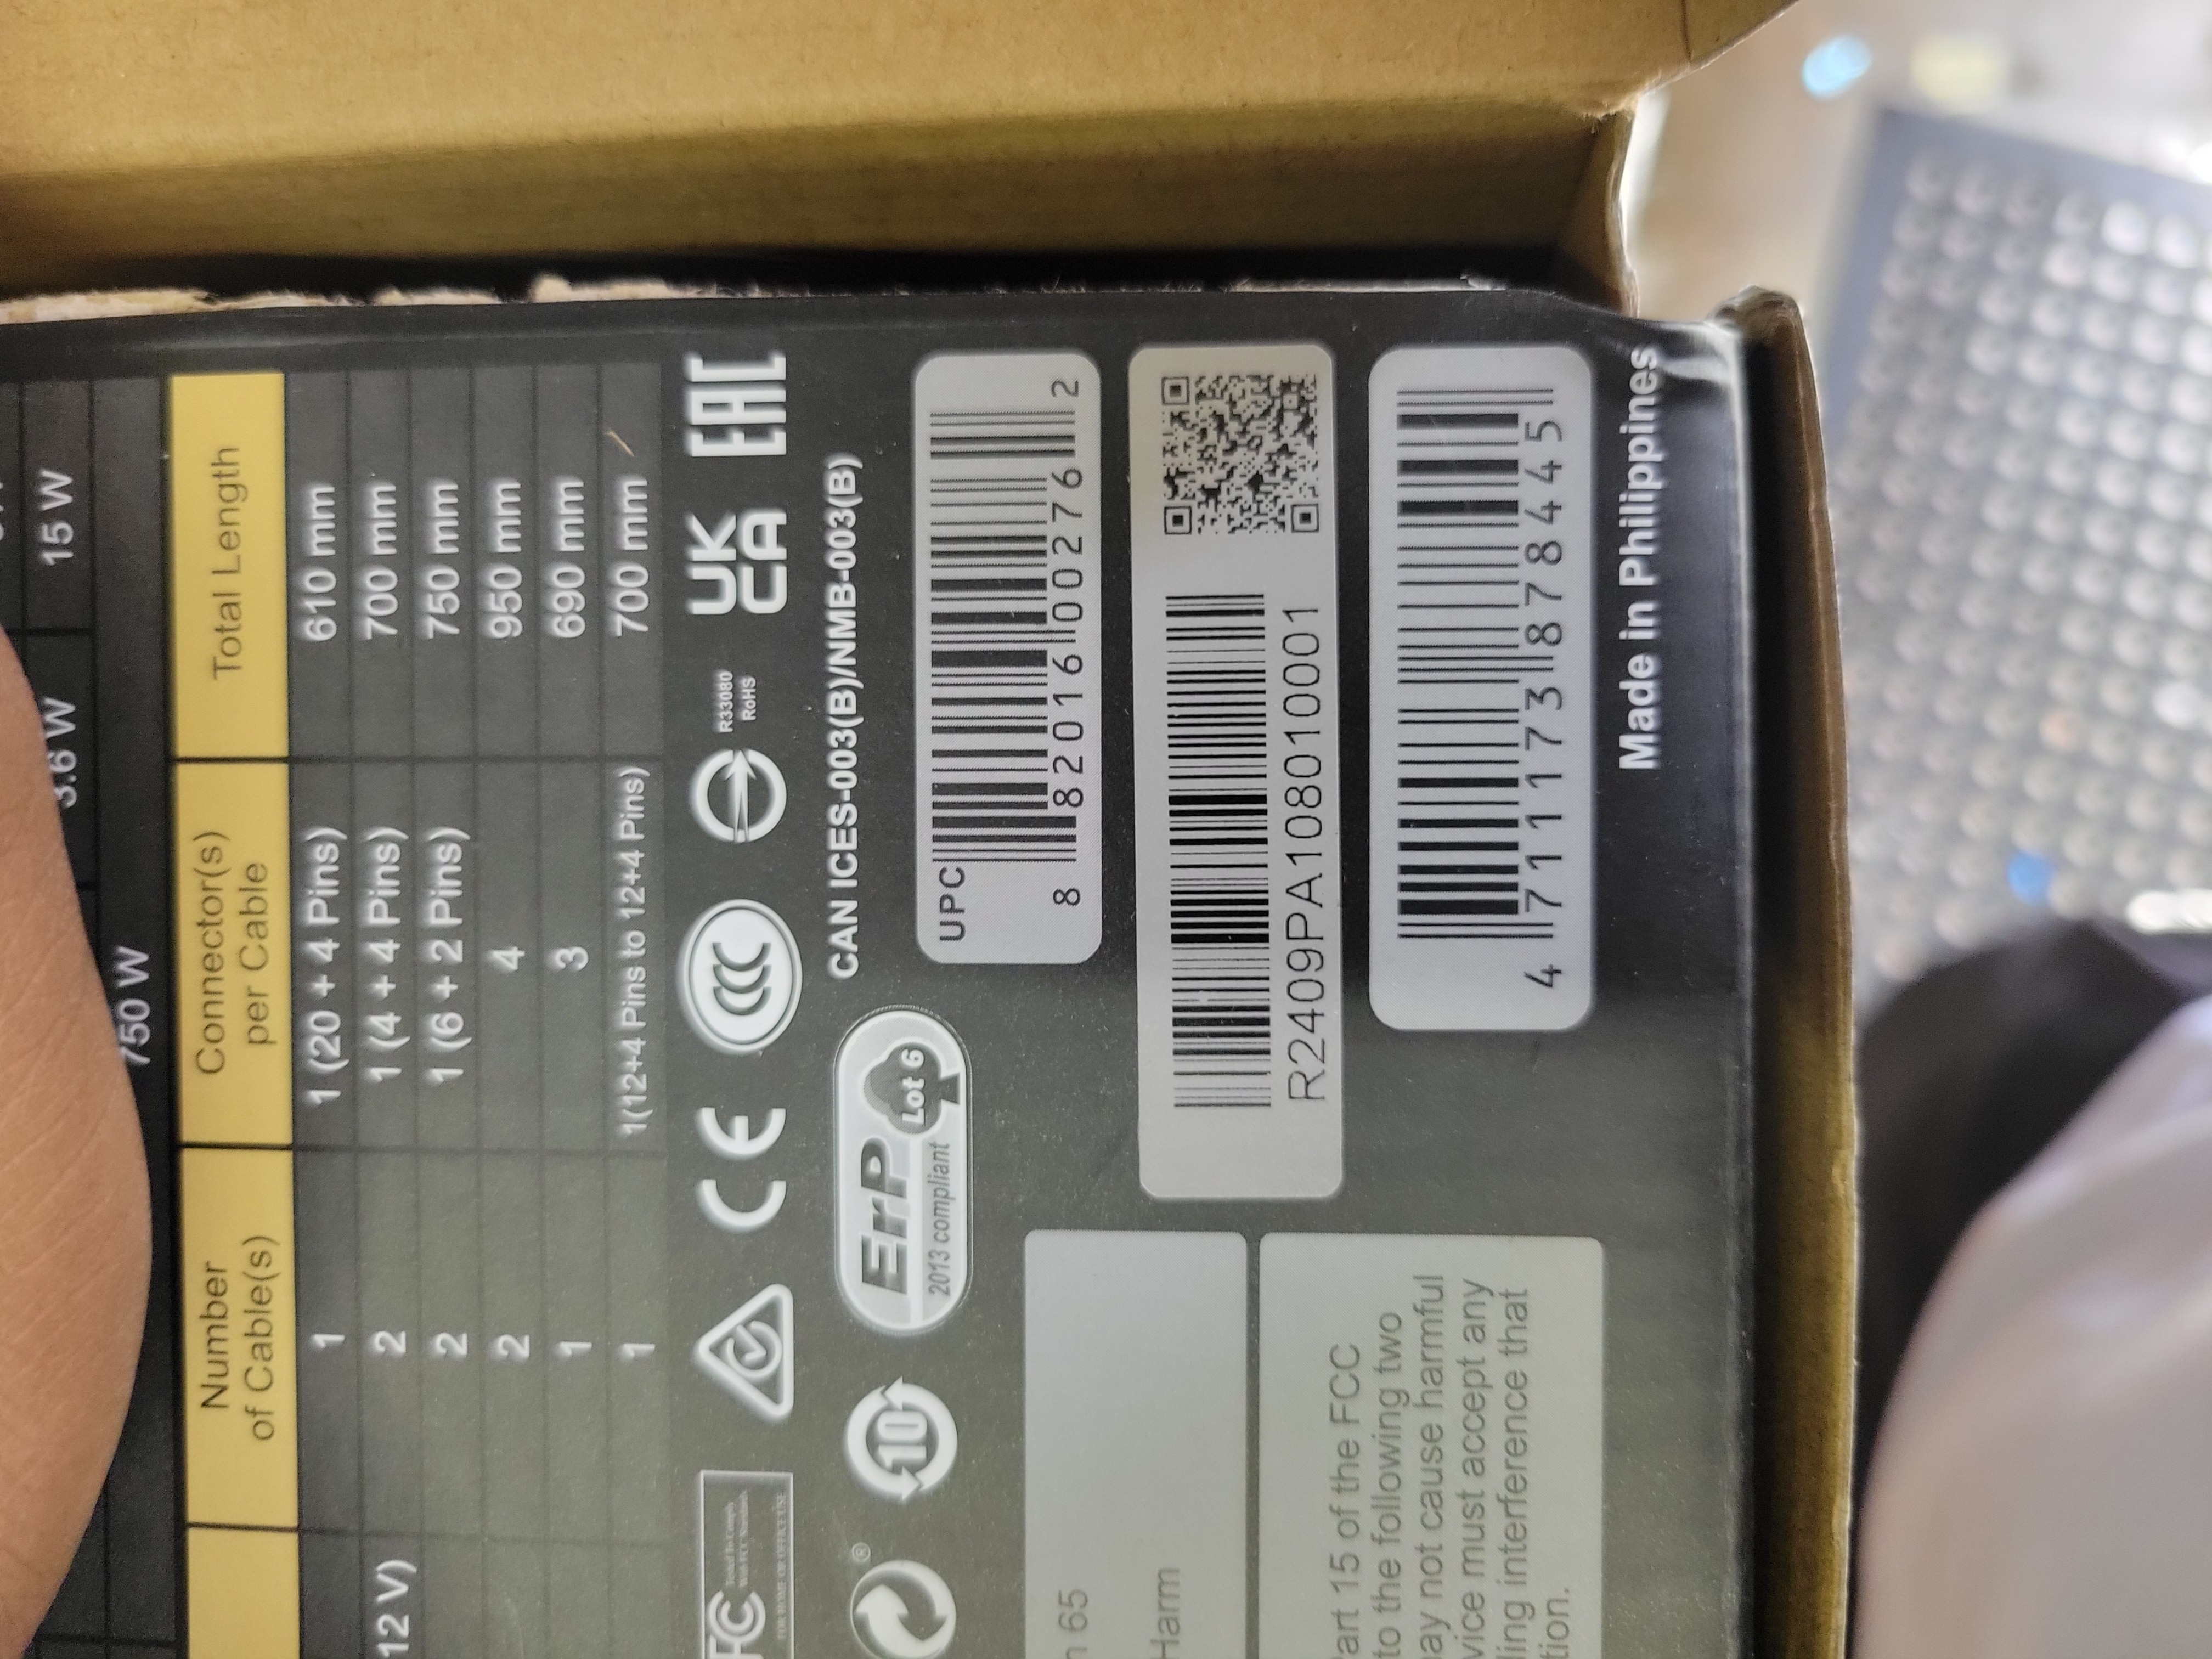 15 W
3.6 W
750 W
Number of Cable(s) Connector(s) per Cable Total Length
1 1 (20 + 4 Pins) 610 mm
12 V) 2 1 (4 + 4 Pins) 700 mm
2 1 (6 + 2 Pins) 750 mm
2 4 950 mm
1 3 690 mm
1 1(12+4 Pins to 12+4 Pins) 700 mm
FC
CE
CCC
R33080
RoHS
UK
CA
EAC
10
ErP
2013 compliant
Lot 6
CAN ICES-003(B)/NMB-003(B)
UPC
8 82016 00276 2
R2409PA108010001
4 711173 878445
Made in Philippines
65
Harm
art 15 of the FCC
to the following two
ay not cause harmful
vice must accept any
ling interference that
tion.